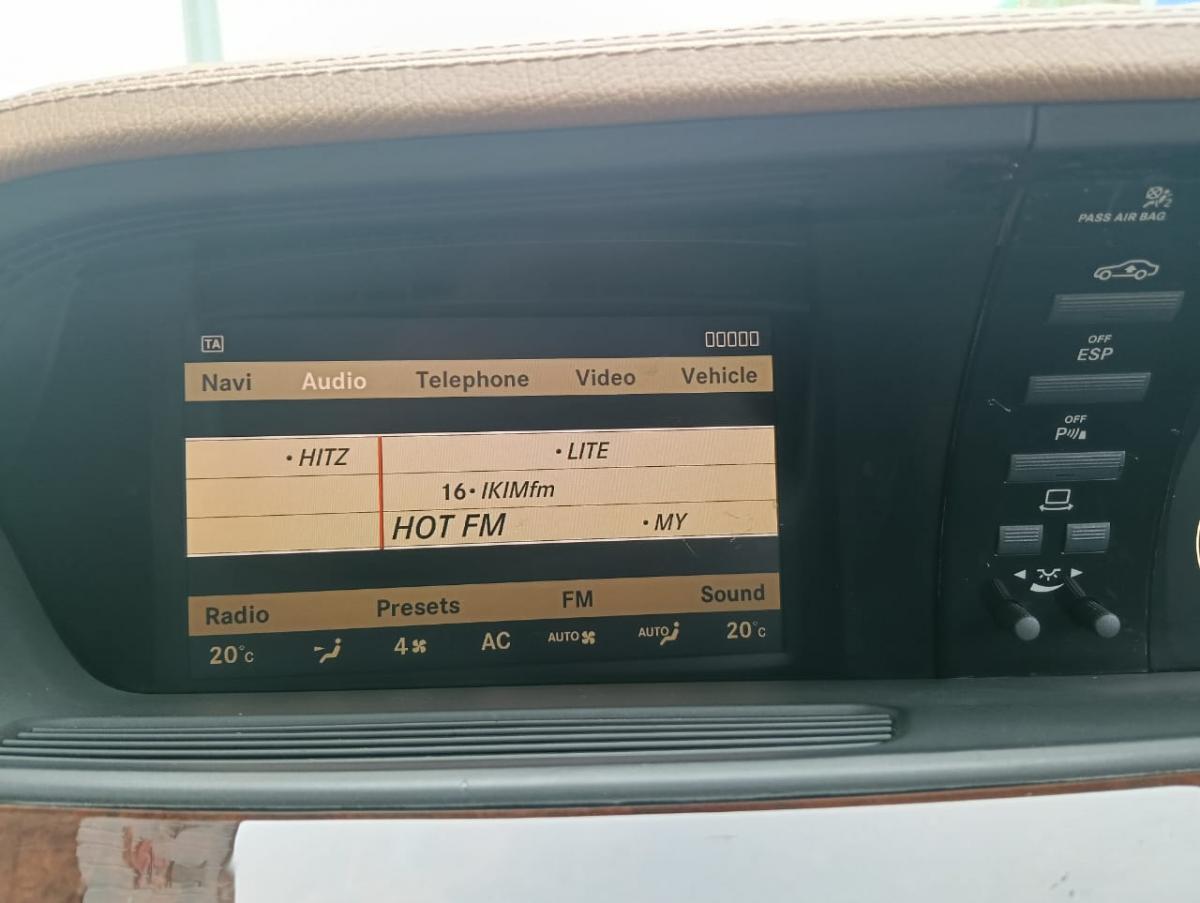 TA
Navi Audio Telephone Video Vehicle
• HITZ • LITE
16 • IKIMfm
HOT FM • MY
Radio Presets FM Sound
20°C 4 AC AUTO AUTO 20°C
PASS AIR BAG
OFF
ESP
OFF
P